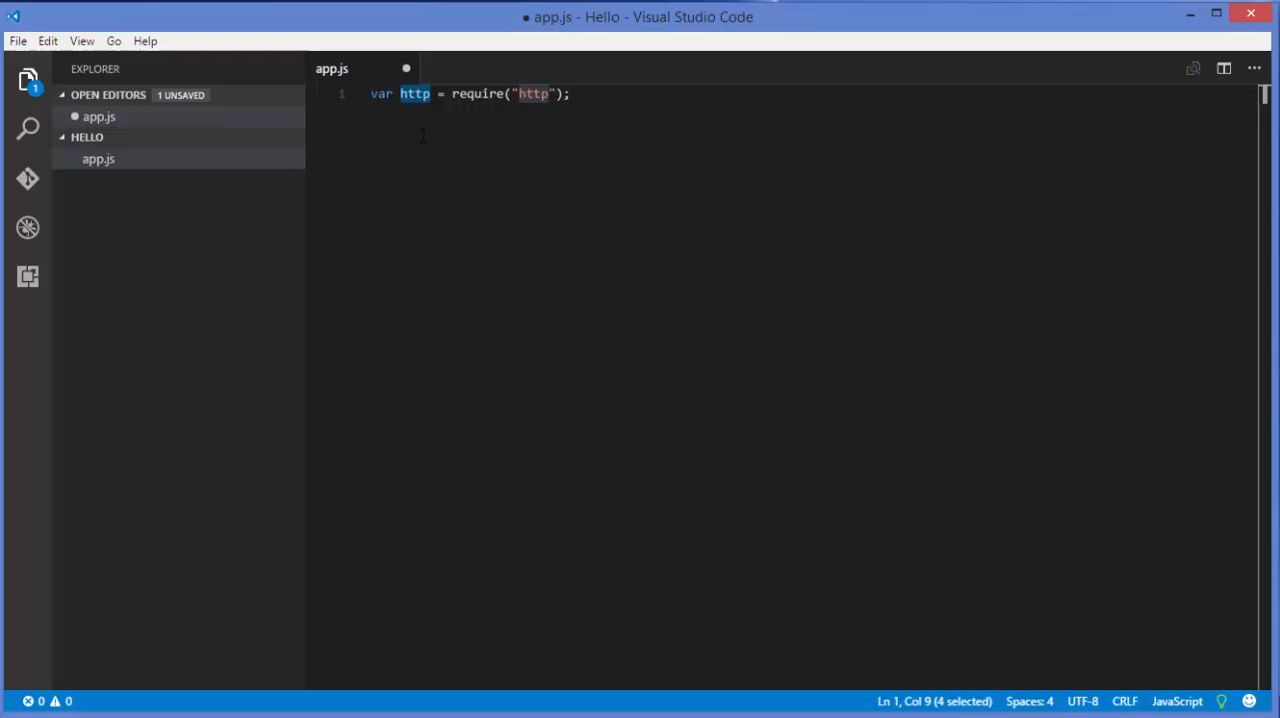 ● app.js - Hello - Visual Studio Code
File Edit View Go Help
EXPLORER
OPEN EDITORS 1 UNSAVED
app.js
HELLO
app.js
1
app.js
1 var http = require("http");
0 0
Ln 1, Col 9 (4 selected) Spaces: 4 UTF-8 CRLF JavaScript